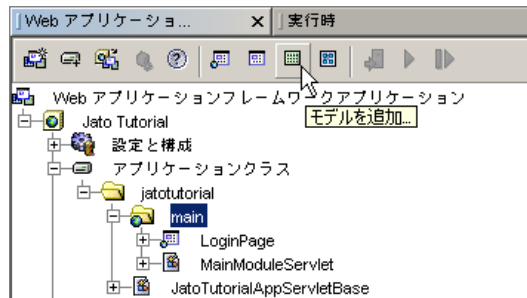 Web アプリケーショ...
実行時
Web アプリケーションフレームワークアプリケーション
モデルを追加...
Jato Tutorial
設定と構成
アプリケーションクラス
jatotutorial
main
LoginPage
MainModuleServlet
JatoTutorialAppServletBase